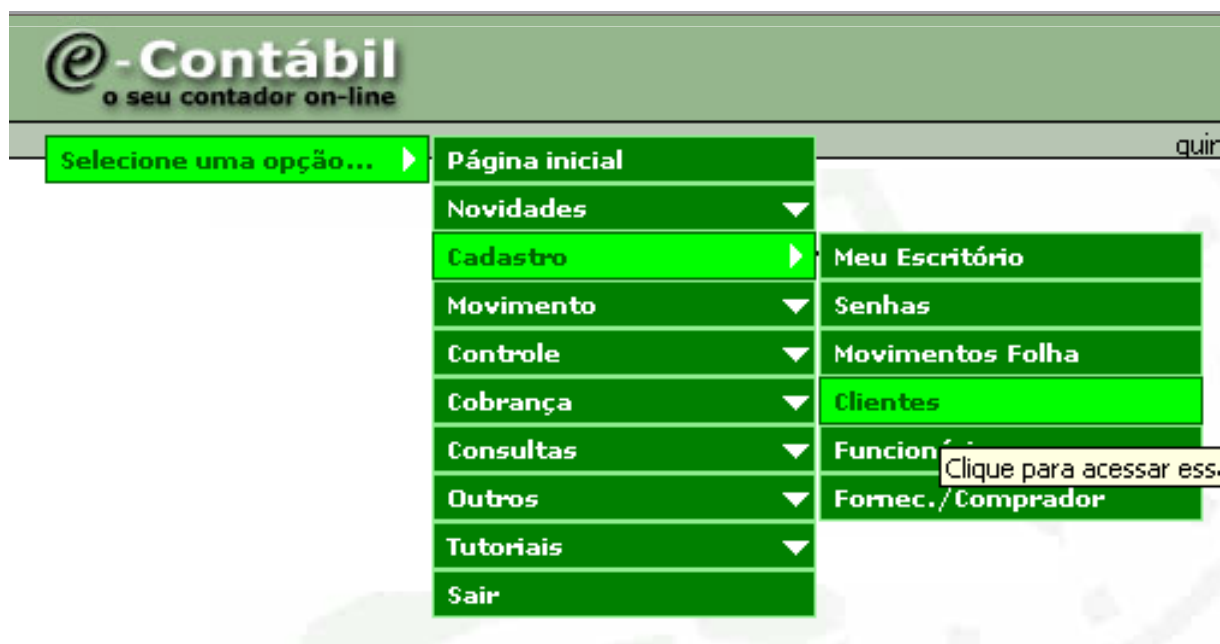 @-Contábil
o seu contador on-line
Selecione uma opção...
Página inicial
Novidades
Cadastro
Movimento
Controle
Cobrança
Consultas
Outros
Tutoriais
Sair
Meu Escritório
Senhas
Movimentos Folha
Clientes
Clique para acessar
Fornec./Comprador